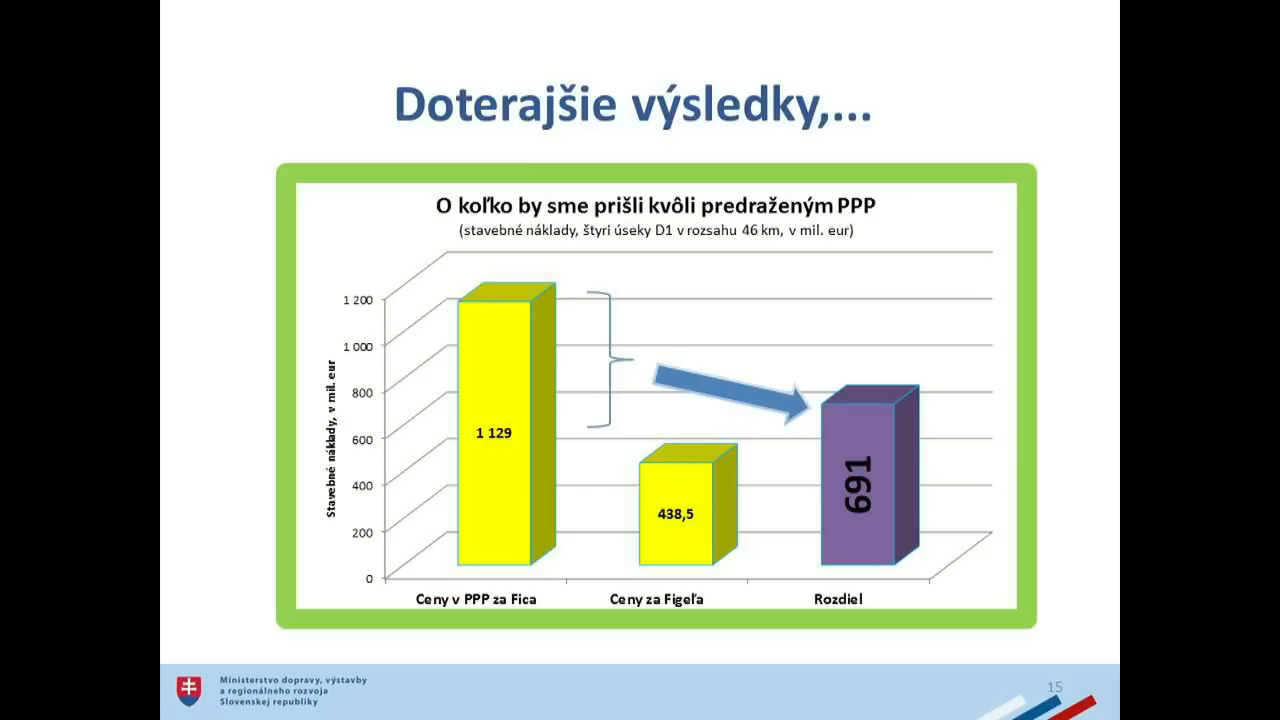 Doterajšie výsledky,...
O koľko by sme prišli kvôli predraženým PPP
(stavebné náklady, štyri úseky D1 v rozsahu 46 km, v mil. eur)
Stavebné náklady, v mil. eur
1 200
1 000
800
600
400
200
0
1 129
438,5
691
Ceny v PPP za Fica
Ceny za Figeľa
Rozdiel
Ministerstvo dopravy, výstavby
a regionálneho rozvoja
Slovenskej republiky
15